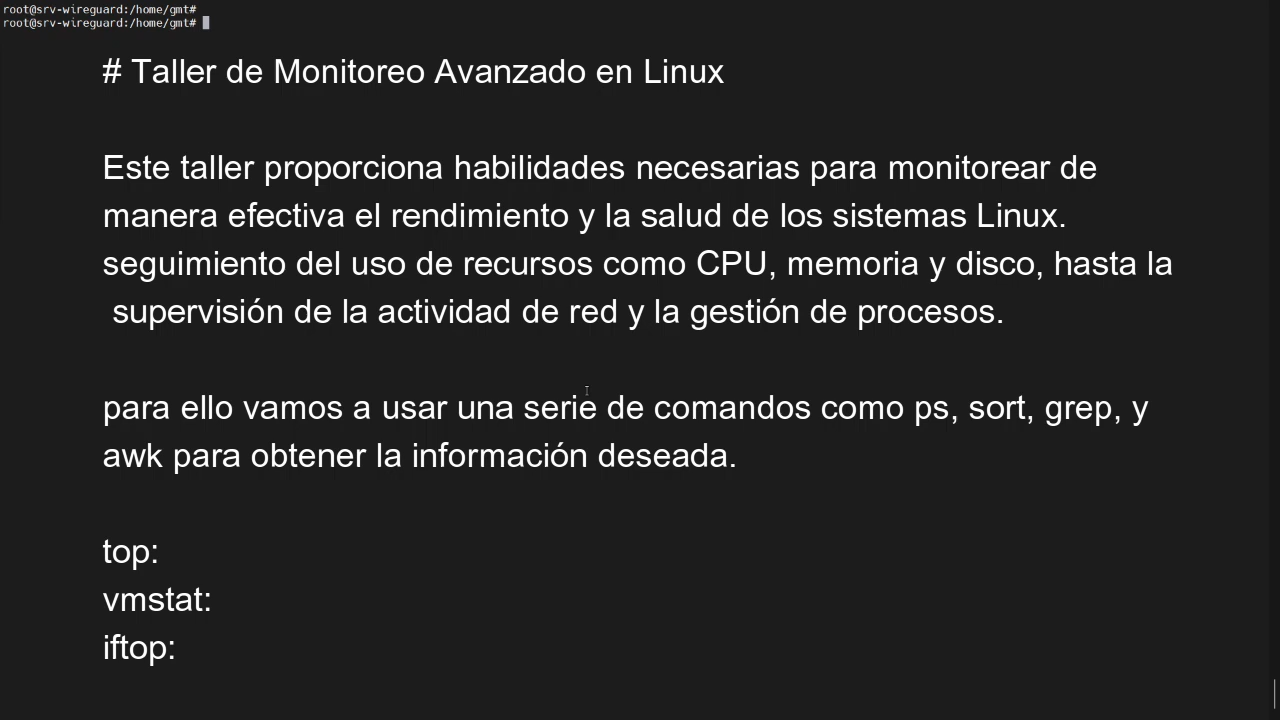 root@srv-wireguard:/home/gmt#
root@srv-wireguard:/home/gmt#
# Taller de Monitoreo Avanzado en Linux
Este taller proporciona habilidades necesarias para monitorear de
manera efectiva el rendimiento y la salud de los sistemas Linux.
seguimiento del uso de recursos como CPU, memoria y disco, hasta la
supervisión de la actividad de red y la gestión de procesos.
para ello vamos a usar una serie de comandos como ps, sort, grep, y
awk para obtener la información deseada.
top:
vmstat:
iftop: